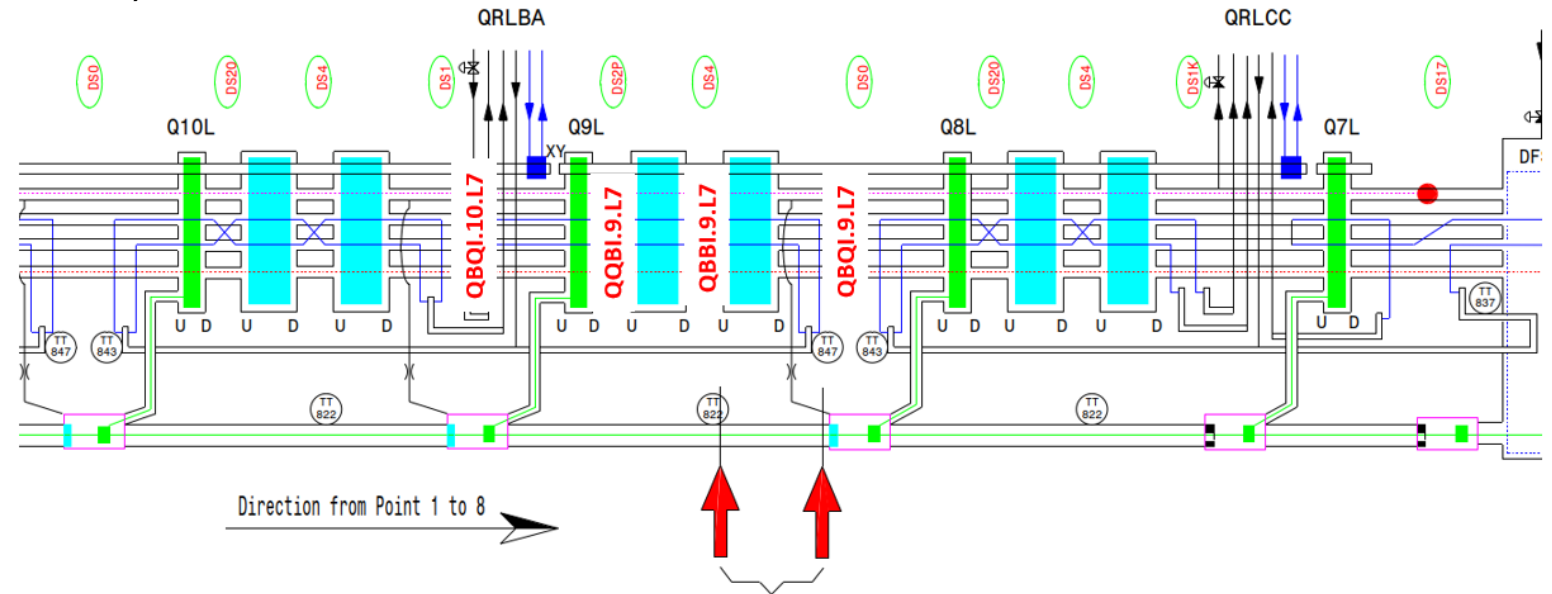 QRLBA QRLCC
DS0 DS20 DS4 DS1 DS2P DS4 DS0 DS20 DS4 DS1K DS17
Q10L Q9L Q8L Q7L
XY
QBQI.10.L7 QQBI.9.L7 QBBI.9.L7 QBQI.9.L7
TT 837
U D U D U D U D U D U D U D
TT 847 TT 843 TT 847 TT 843
TT 822 TT 822 TT 822
Direction from Point 1 to 8